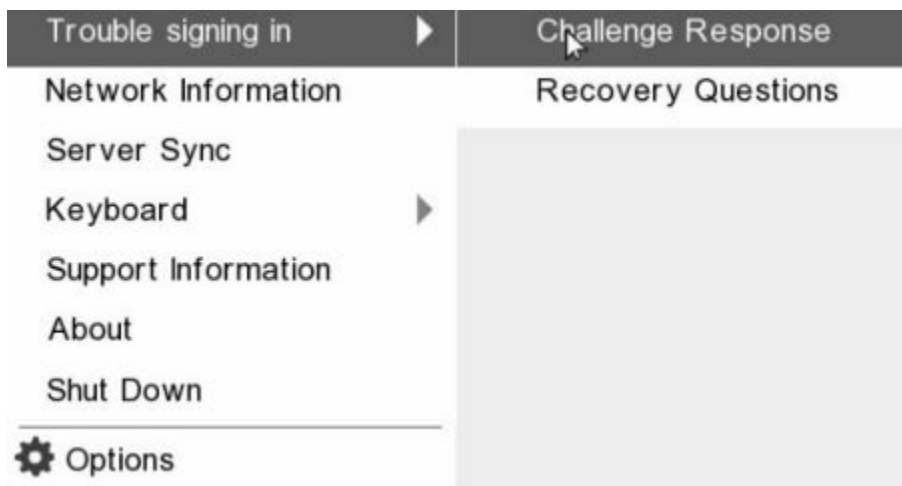 Trouble signing in
Challenge Response
Network Information
Recovery Questions
Server Sync
Keyboard
Support Information
About
Shut Down
Options